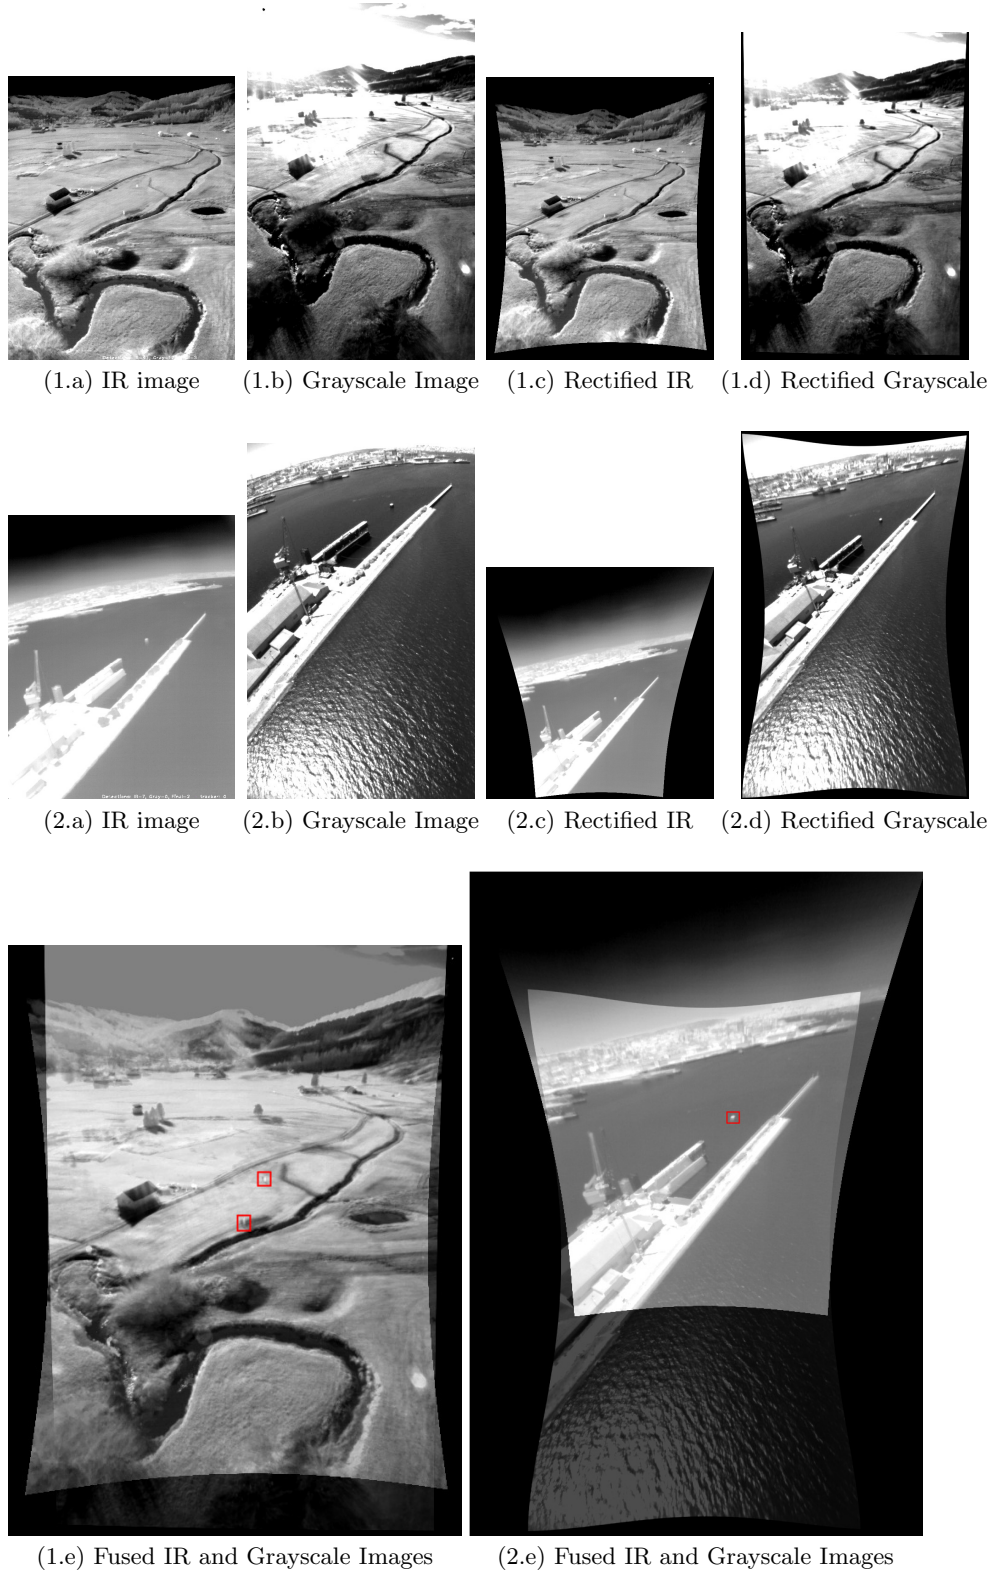 (1.a) IR image
(1.b) Grayscale Image
(1.c) Rectified IR
(1.d) Rectified Grayscale
(2.a) IR image
(2.b) Grayscale Image
(2.c) Rectified IR
(2.d) Rectified Grayscale
(1.e) Fused IR and Grayscale Images
(2.e) Fused IR and Grayscale Images